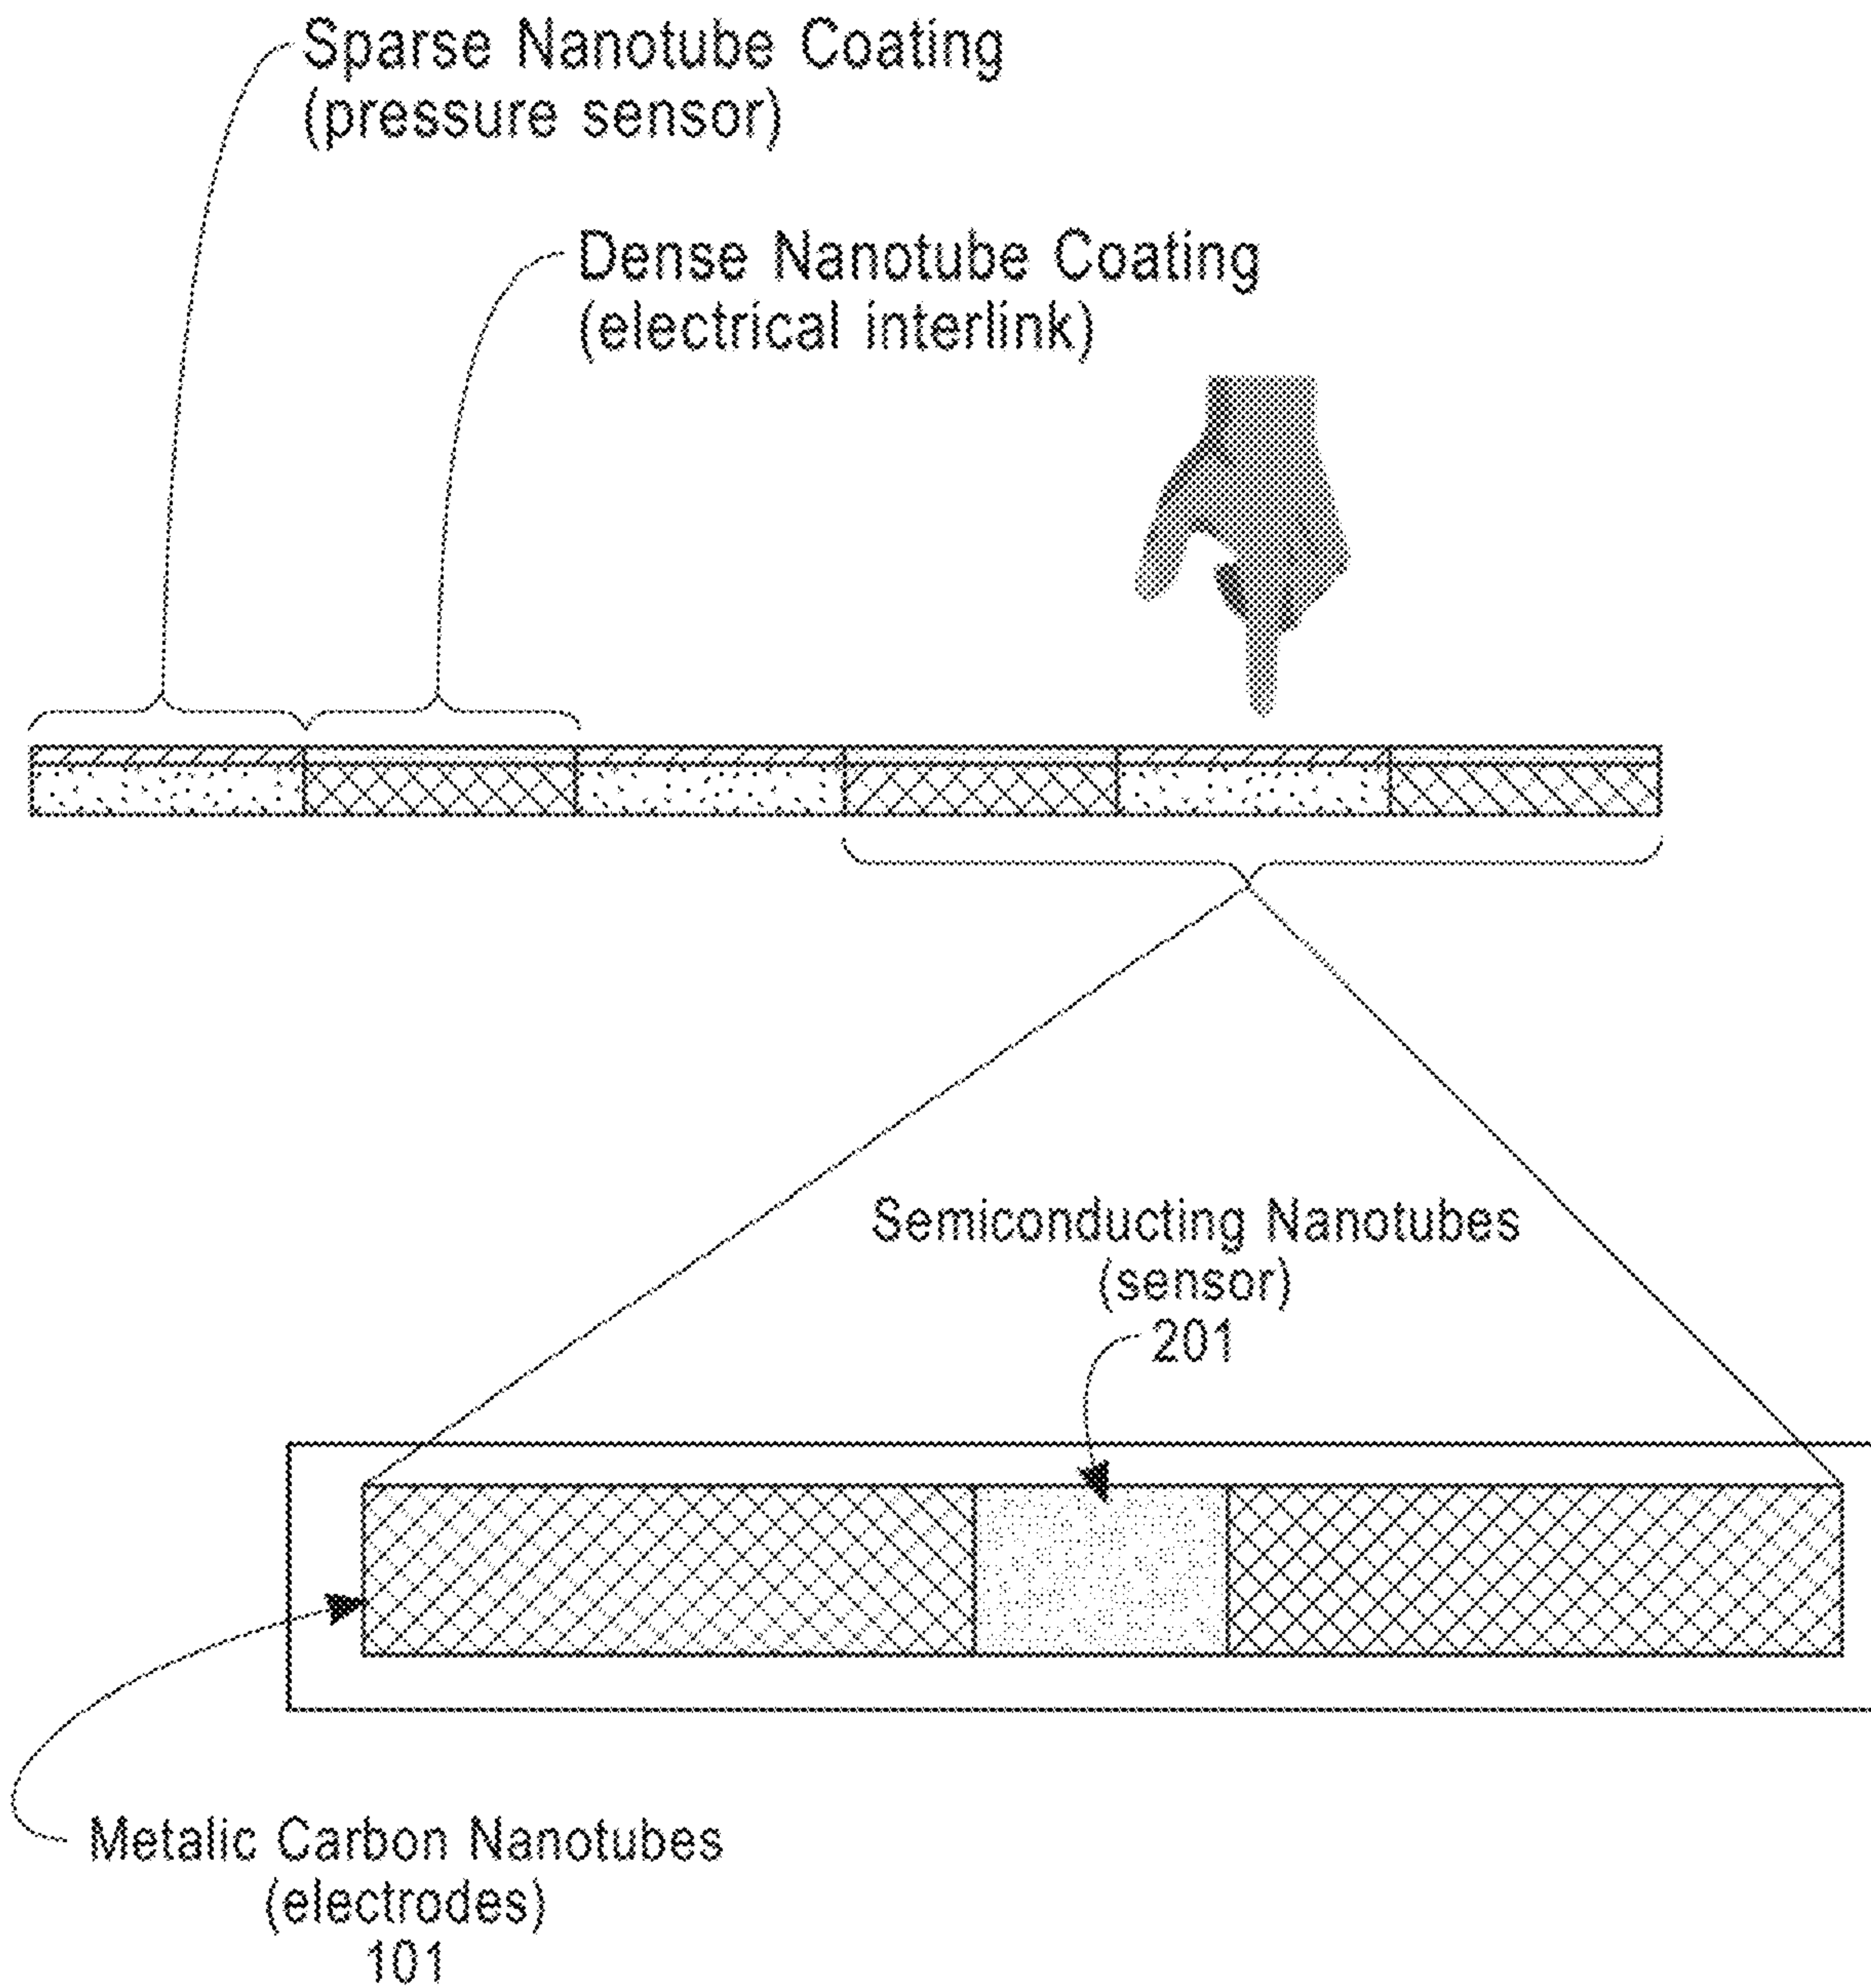 Sparse Nanotube Coating
(pressure sensor)
Dense Nanotube Coating
(electrical interlink)
Semiconducting Nanotubes
(sensor)
201
Metalic Carbon Nanotubes
(electrodes)
101